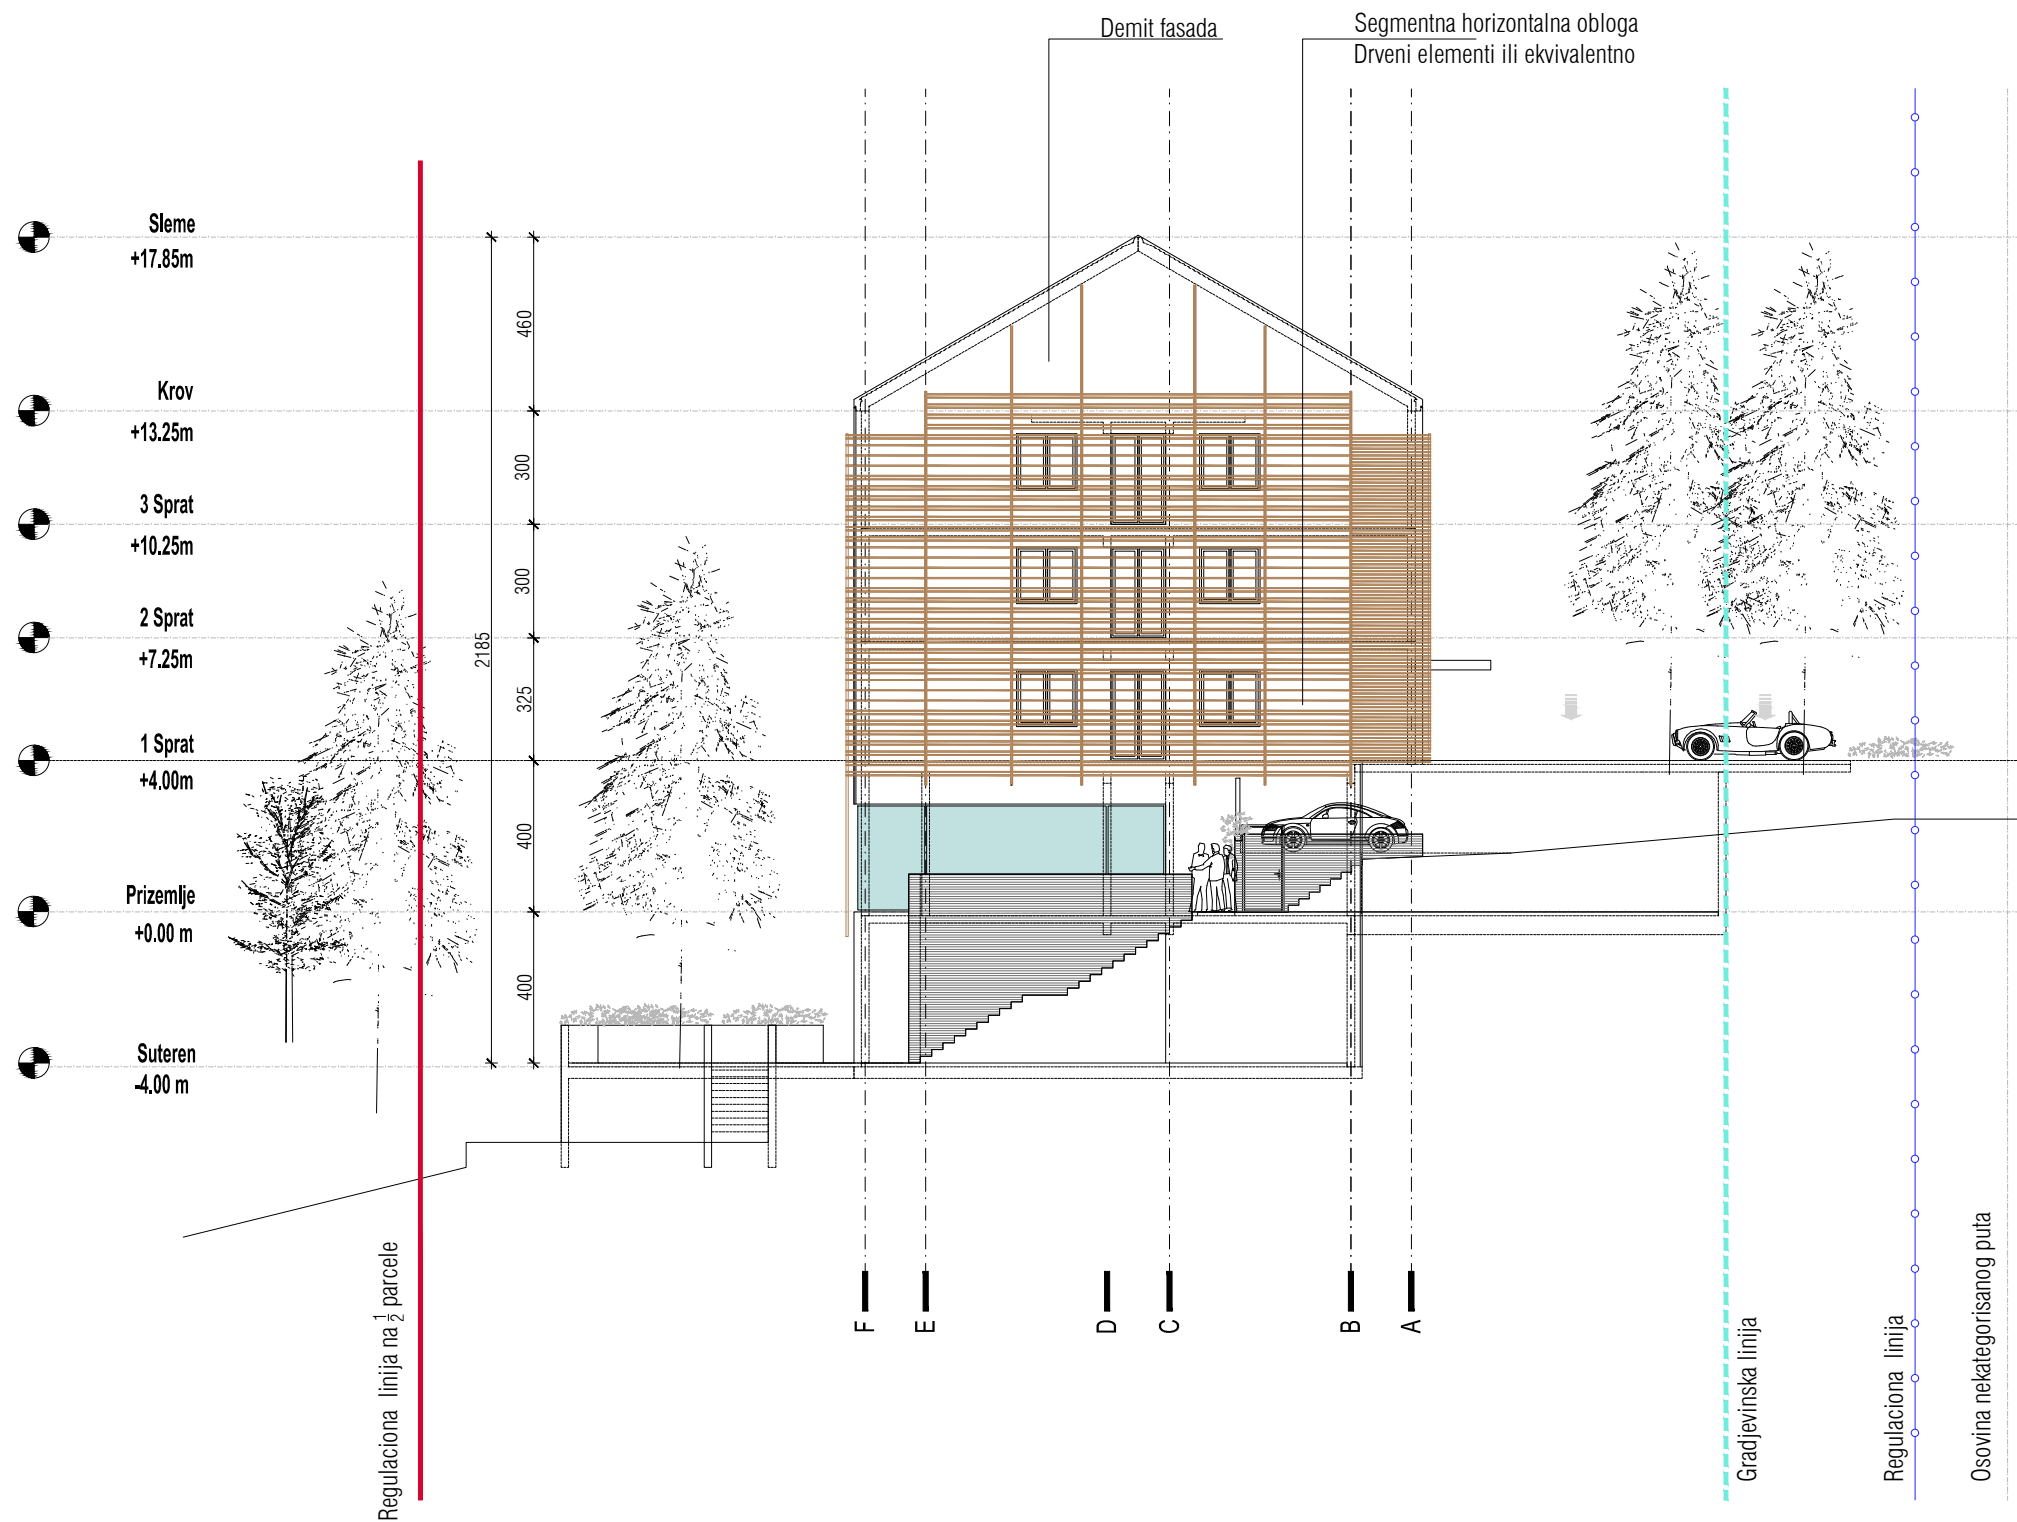 Demit fasada
Segmentna horizontalna obloga
Drveni elementi ili ekvivalentno
Sleme
+17.85m
Krov
+13.25m
3 Sprat
+10.25m
2 Sprat
+7.25m
1 Sprat
+4.00m
Prizemlje
+0.00 m
Suteren
-4.00 m
2185
460
300
300
325
400
400
F
E
D
C
B
A
Regulaciona linija na 1/2 parcele
Gradjevinska linija
Regulaciona linija
Osovina nekategorisanog puta